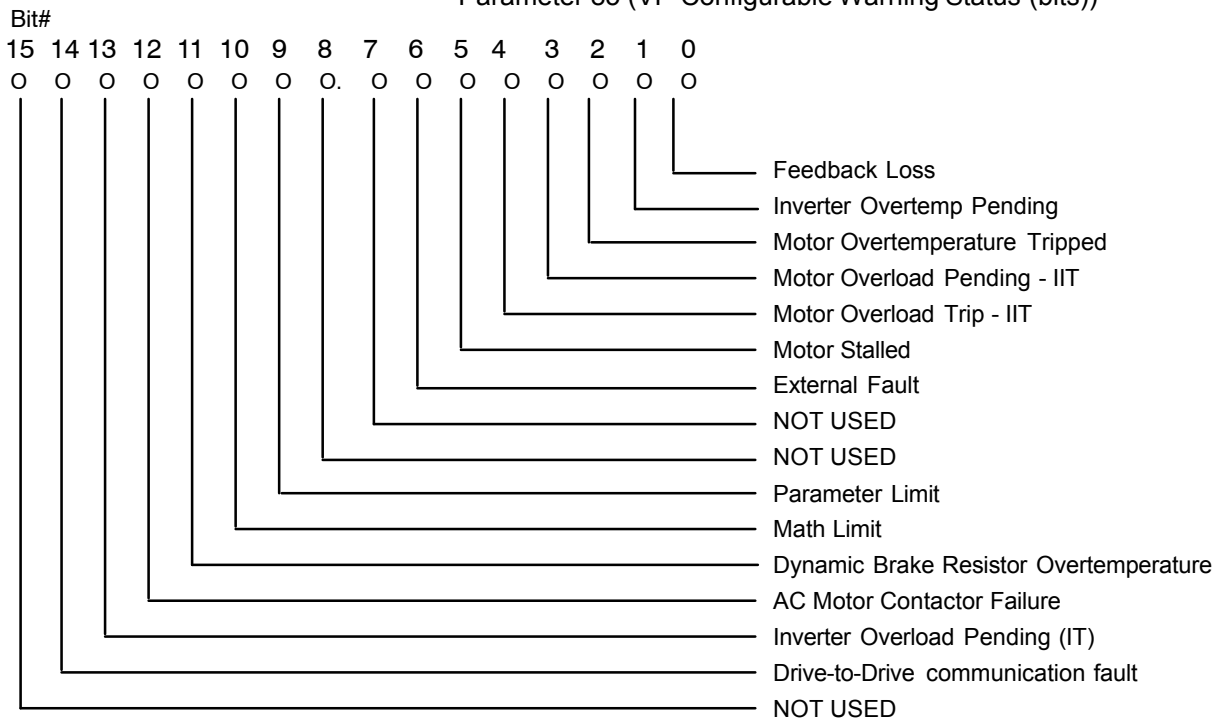 Bit#
15 14 13 12 11 10 9 8 7 6 5 4 3 2 1 0
O O O O O O O O. O O O O O O O O
Feedback Loss
Inverter Overtemp Pending
Motor Overtemperature Tripped
Motor Overload Pending - IIT
Motor Overload Trip - IIT
Motor Stalled
External Fault
NOT USED
NOT USED
Parameter Limit
Math Limit
Dynamic Brake Resistor Overtemperature
AC Motor Contactor Failure
Inverter Overload Pending (IT)
Drive-to-Drive communication fault
NOT USED